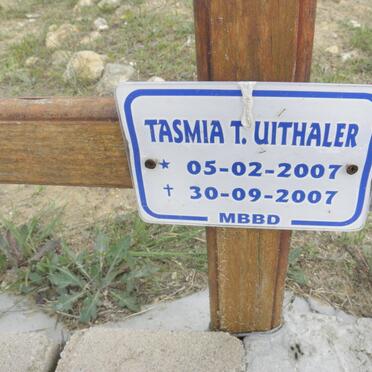 TASMIA T. UITHALER
* 05-02-2007
† 30-09-2007
MBBD